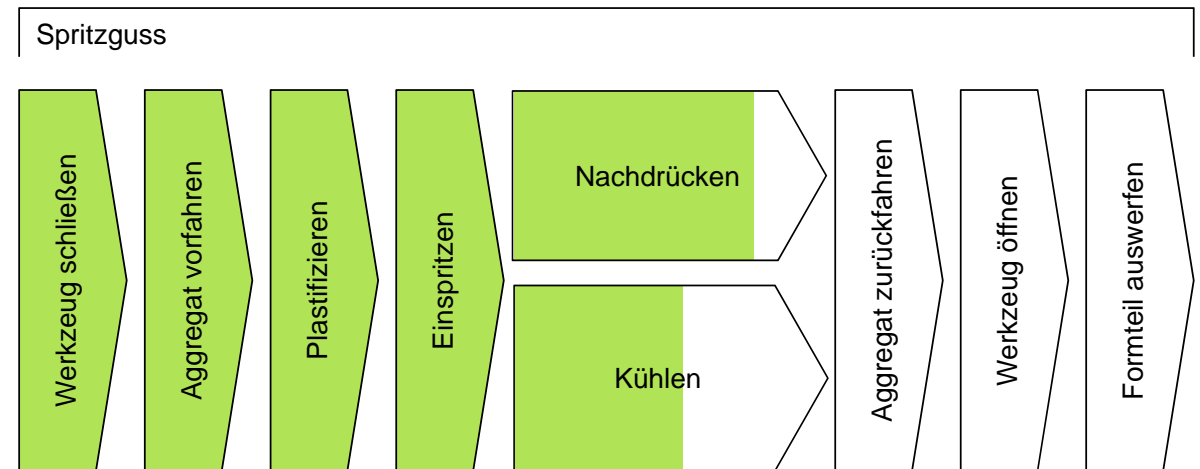 Spritzguss
Werkzeug schließen
Aggregat vorfahren
Plastifizieren
Einspritzen
Nachdrücken
Kühlen
Aggregat zurückfahren
Werkzeug öffnen
Formteil auswerfen